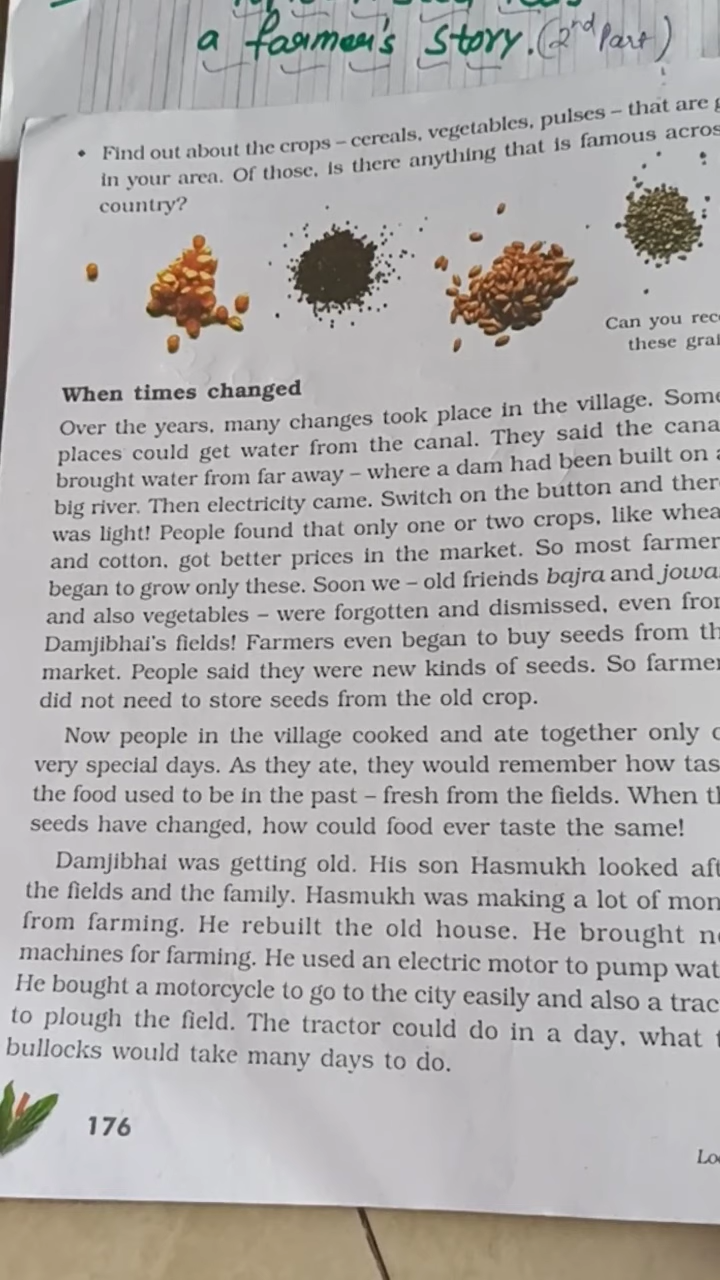 a farmer's story. (2nd Part)
• Find out about the crops – cereals, vegetables, pulses – that are
in your area. Of those, is there anything that is famous acros
country?
Can you rec
these grai
When times changed
Over the years, many changes took place in the village. Some
places could get water from the canal. They said the cana
brought water from far away – where a dam had been built on a
big river. Then electricity came. Switch on the button and ther
was light! People found that only one or two crops, like whea
and cotton, got better prices in the market. So most farmer
began to grow only these. Soon we – old friends bajra and jowa
and also vegetables – were forgotten and dismissed, even fro
Damjibhai's fields! Farmers even began to buy seeds from th
market. People said they were new kinds of seeds. So farmer
did not need to store seeds from the old crop.
Now people in the village cooked and ate together only o
very special days. As they ate, they would remember how tas
the food used to be in the past – fresh from the fields. When th
seeds have changed, how could food ever taste the same!
Damjibhai was getting old. His son Hasmukh looked aft
the fields and the family. Hasmukh was making a lot of mon
from farming. He rebuilt the old house. He brought ne
machines for farming. He used an electric motor to pump wat
He bought a motorcycle to go to the city easily and also a trac
to plough the field. The tractor could do in a day, what t
bullocks would take many days to do.
176
Lo